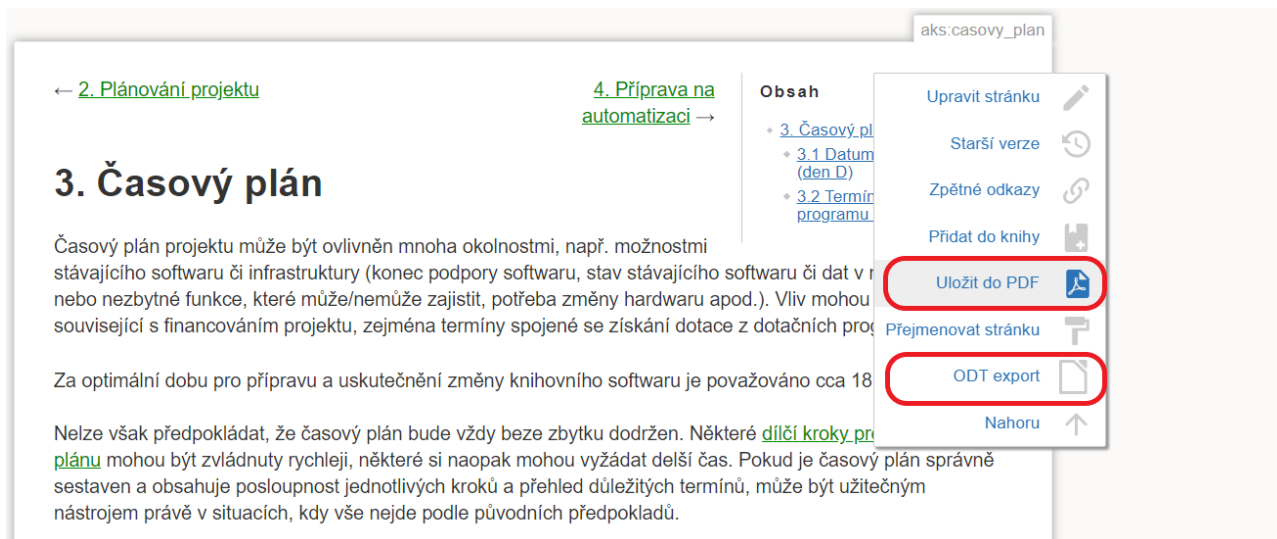 aks:casovy_plan
← 2. Plánování projektu
4. Příprava na
automatizaci →
Obsah
3. Časový
3.1 Datum
(den D)
3.2 Termín
programu
Upravit stránku
Starší verze
Zpětné odkazy
Přidat do knihy
Uložit do PDF
Přejmenovat stránku
ODT export
Nahoru
3. Časový plán
Časový plán projektu může být ovlivněn mnoha okolnostmi, např. možnostmi
stávajícího softwaru či infrastruktury (konec podpory softwaru, stav stávajícího softwaru či dat v
nebo nezbytné funkce, které může/nemůže zajistit, potřeba změny hardwaru apod.). Vliv mohou
související s financováním projektu, zejména termíny spojené se získání dotace z dotačních
Za optimální dobu pro přípravu a uskutečnění změny knihovního softwaru je považováno cca 18
Nelze však předpokládat, že časový plán bude vždy beze zbytku dodržen. Některé dílčí kroky
plánu mohou být zvládnuty rychleji, některé si naopak mohou vyžádat delší čas. Pokud je časový plán správně
sestaven a obsahuje posloupnost jednotlivých kroků a přehled důležitých termínů, může být užitečným
nástrojem právě v situacích, kdy vše nejde podle původních předpokladů.